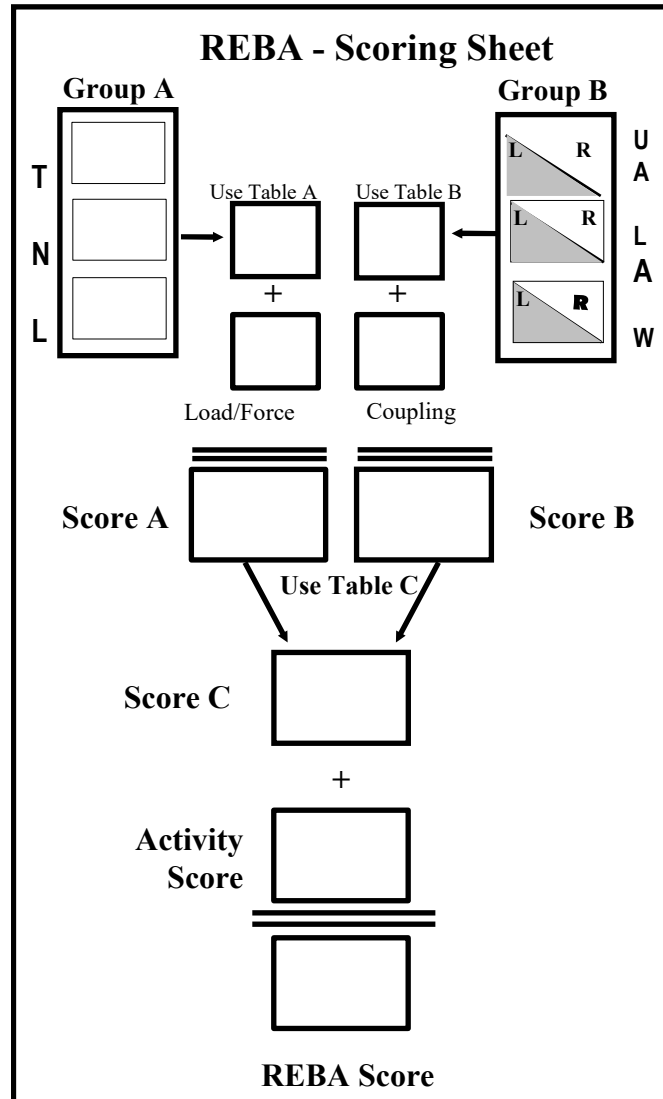 REBA - Scoring Sheet
Group A
Group B
T
N
L
L R
L R
L R
U
A
L
A
W
Use Table A
Use Table B
+
+
Load/Force
Coupling
Score A
Score B
Use Table C
Score C
+
Activity
Score
REBA Score